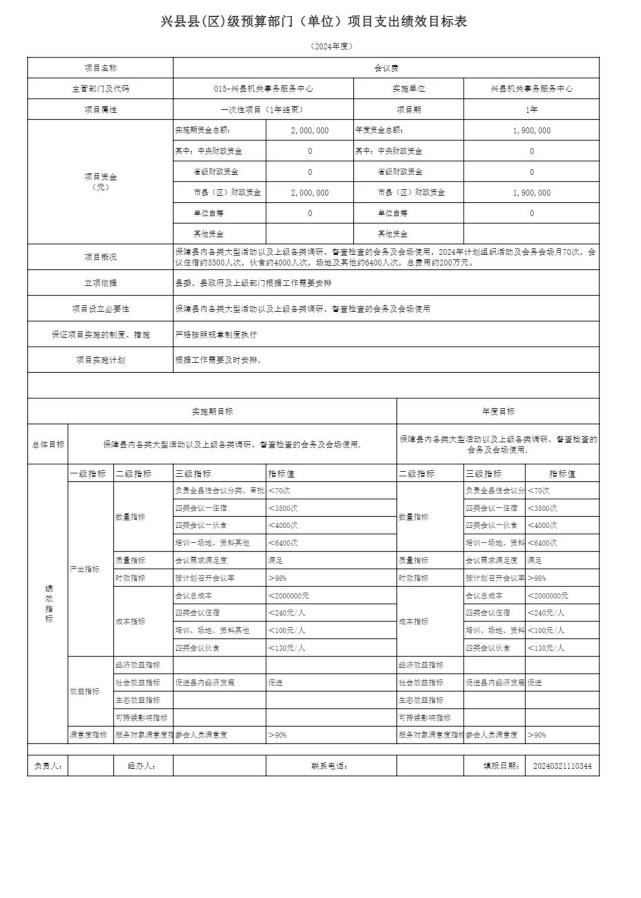 兴县县(区)级预算部门（单位）项目支出绩效目标表
（2024年度）
项目名称 会议费
主管部门及代码 015-兴县机关事务服务中心 实施单位 兴县机关事务服务中心
项目属性 一次性项目（1年结束） 项目期 1年
项目资金
（元）
实施期资金总额： 2,000,000 年度资金总额： 1,900,000
其中：中央财政资金 0 其中：中央财政资金 0
省级财政资金 0 省级财政资金 0
市县（区）财政资金 2,000,000 市县（区）财政资金 1,900,000
单位自筹 0 单位自筹 0
其他资金 其他资金
项目概况 保障县内各类大型活动以及上级各类调研、督查检查的会务及会场使用，2024年计划组织活动及会务会场月70次，会
议住宿约3500人次，伙食约4000人次，场地及其他约6400人次，总费用约200万元。
立项依据 县委、县政府及上级部门根据工作需要安排
项目设立必要性 保障县内各类大型活动以及上级各类调研、督查检查的会务及会场使用
保证项目实施的制度、措施 严格按照规章制度执行
项目实施计划 根据工作需要及时安排。
实施期目标 年度目标
总体目标 保障县内各类大型活动以及上级各类调研、督查检查的会务及会场使用. 保障县内各类大型活动以及上级各类调研、督查检查的
会务及会场使用.
绩效指标
一级指标 二级指标 三级指标 指标值 二级指标 三级指标 指标值
产出指标
数量指标 负责全县性会议分类、审批 ＜70次 数量指标 负责全县性会议分 ＜70次
四类会议一住宿 ＜3500次 四类会议一住宿 ＜3500次
四类会议一伙食 ＜4000次 四类会议一伙食 ＜4000次
培训一场地、资料其他 ＜6400次 培训一场地、资料 ＜6400次
质量指标 会议需求满足度 满足 质量指标 会议需求满足度 满足
时效指标 按计划召开会议率 ＞98% 时效指标 按计划召开会议率 ＞98%
成本指标 会议总成本 ＜2000000元 成本指标 会议总成本 ＜2000000元
四类会议住宿 ＜240元/人 四类会议住宿 ＜240元/人
培训、场地、资料其他 ＜100元/人 培训、场地、资料 ＜100元/人
四类会议伙食 ＜130元/人 四类会议伙食 ＜130元/人
效益指标
经济效益指标 经济效益指标
社会效益指标 促进县内经济发展 促进 社会效益指标 促进县内经济发展 促进
生态效益指标 生态效益指标
可持续影响指标 可持续影响指标
满意度指标 服务对象满意度指 参会人员满意度 ＞90% 服务对象满意度指标 参会人员满意度 ＞90%
负责人： 经办人： 联系电话： 填报日期： 20240321110344